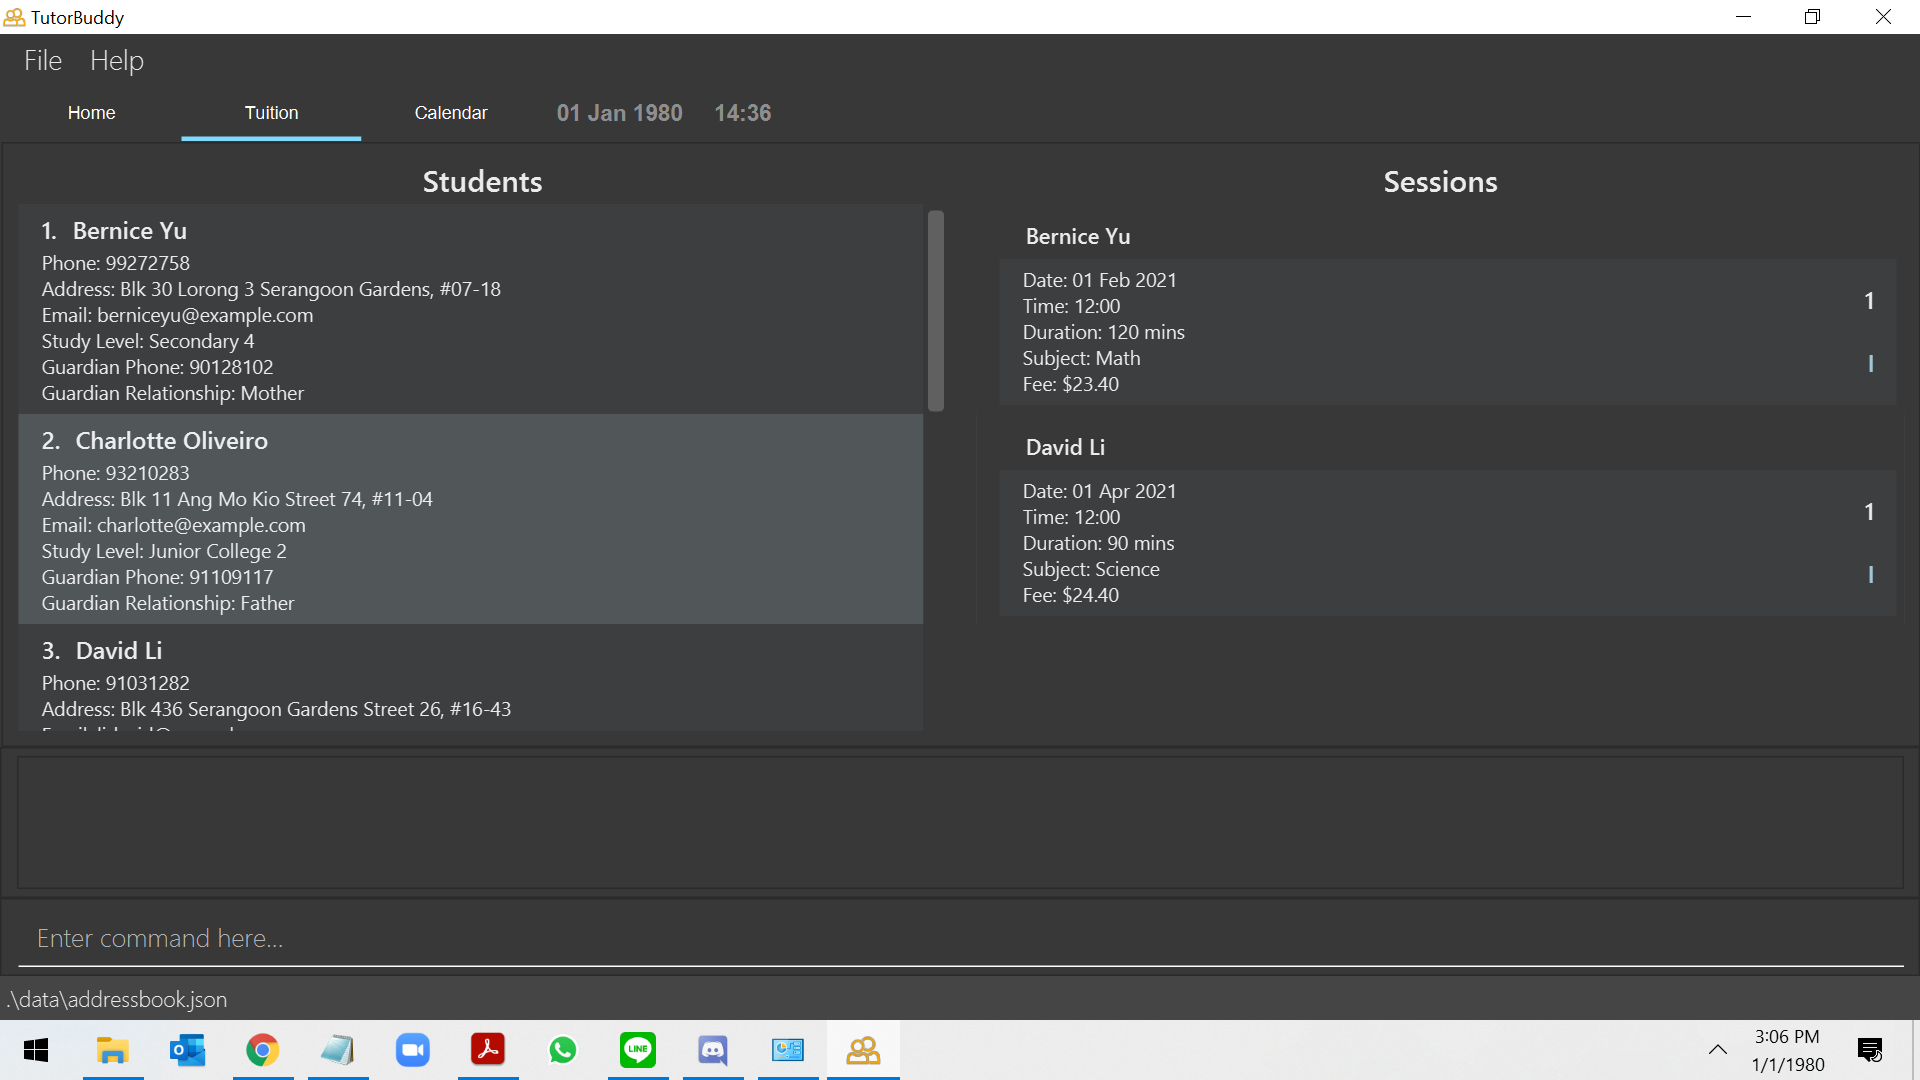 TutorBuddy
File Help
Home Tuition Calendar 01 Jan 1980 14:36
Students
1. Bernice Yu
Phone: 99272758
Address: Blk 30 Lorong 3 Serangoon Gardens, #07-18
Email: berniceyu@example.com
Study Level: Secondary 4
Guardian Phone: 90128102
Guardian Relationship: Mother
2. Charlotte Oliveiro
Phone: 93210283
Address: Blk 11 Ang Mo Kio Street 74, #11-04
Email: charlotte@example.com
Study Level: Junior College 2
Guardian Phone: 91109117
Guardian Relationship: Father
3. David Li
Phone: 91031282
Address: Blk 436 Serangoon Gardens Street 26, #16-43
Sessions
Bernice Yu
Date: 01 Feb 2021
Time: 12:00
Duration: 120 mins
Subject: Math
Fee: $23.40
1
David Li
Date: 01 Apr 2021
Time: 12:00
Duration: 90 mins
Subject: Science
Fee: $24.40
1
Enter command here...
.\data\addressbook.json
LINE
3:06 PM
1/1/1980